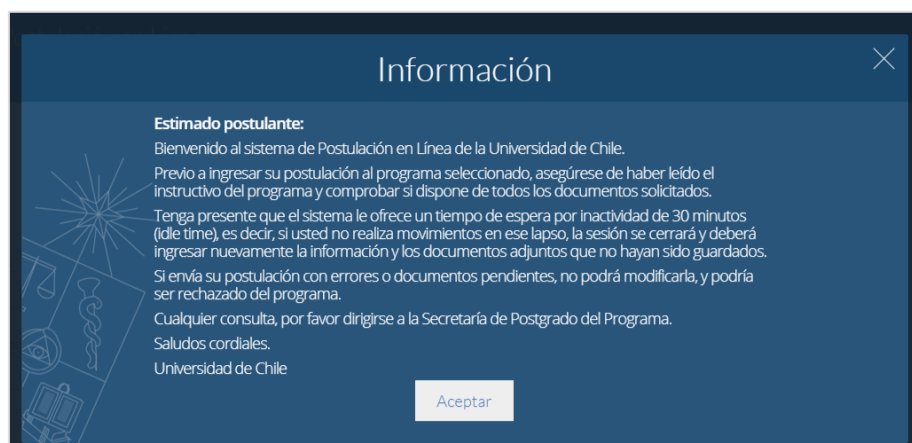 Información
Estimado postulante:
Bienvenido al sistema de Postulación en Línea de la Universidad de Chile.
Previo a ingresar su postulación al programa seleccionado, asegúrese de haber leído el
instructivo del programa y comprobar si dispone de todos los documentos solicitados.
Tenga presente que el sistema le ofrece un tiempo de espera por inactividad de 30 minutos
(idle time), es decir, si usted no realiza movimientos en ese lapso, la sesión se cerrará y deberá
ingresar nuevamente la información y los documentos adjuntos que no hayan sido guardados.
Si envía su postulación con errores o documentos pendientes, no podrá modificarla, y podría
ser rechazado del programa.
Cualquier consulta, por favor dirigirse a la Secretaría de Postgrado del Programa.
Saludos cordiales.
Universidad de Chile
Aceptar